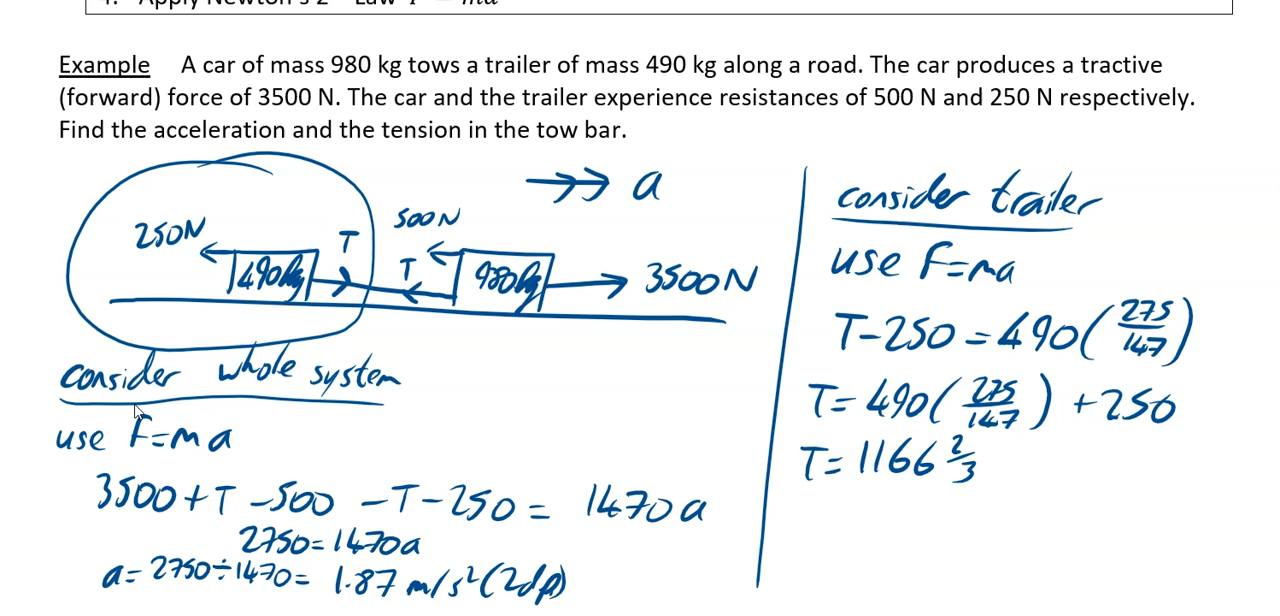 4. Apply Newton's 2nd Law F = ma
Example A car of mass 980 kg tows a trailer of mass 490 kg along a road. The car produces a tractive
(forward) force of 3500 N. The car and the trailer experience resistances of 500 N and 250 N respectively.
Find the acceleration and the tension in the tow bar.
a
250N
T
500N
490kg
T
980kg
3500N
consider whole system
use F=ma
3500+T-500-T-250= 1470a
2750=1470a
a= 2750÷1470= 1.87 m/s²(2dp)
consider trailer
use F=ma
T-250=490(275/147)
T= 490(275/147)+250
T= 1166 2/3